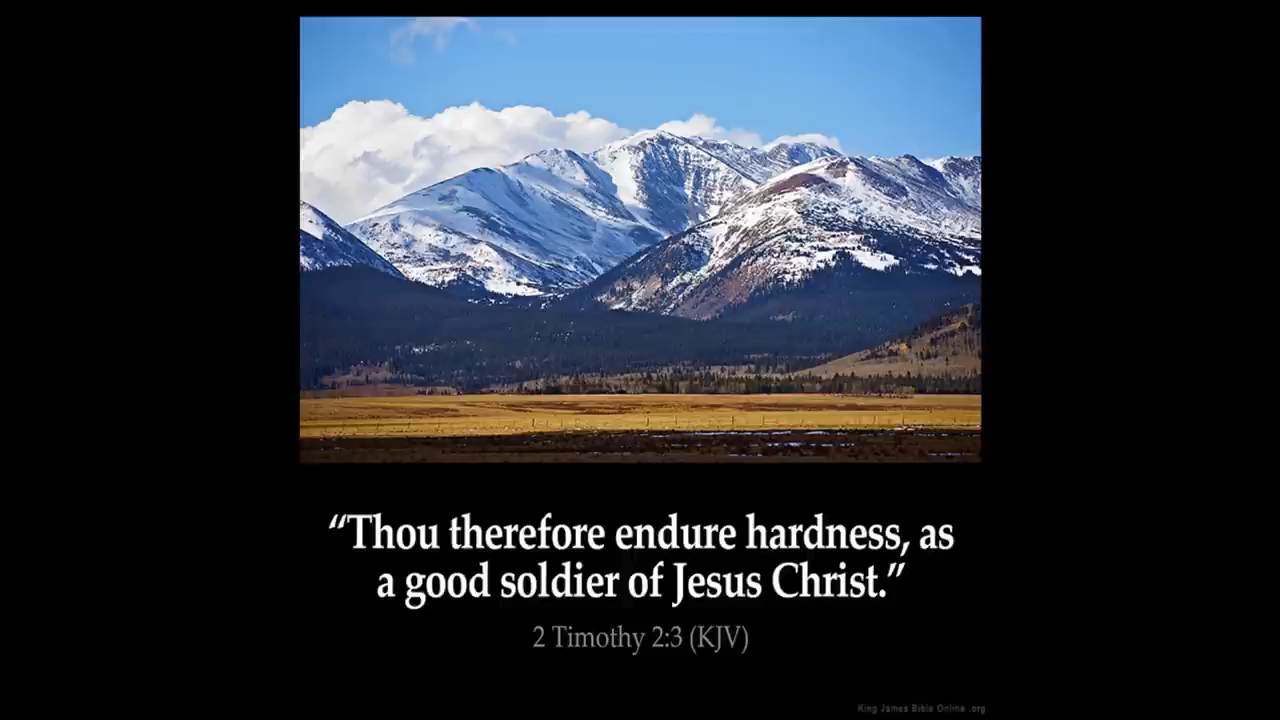 “Thou therefore endure hardness, as
a good soldier of Jesus Christ.”
2 Timothy 2:3 (KJV)
King James Bible Online .org